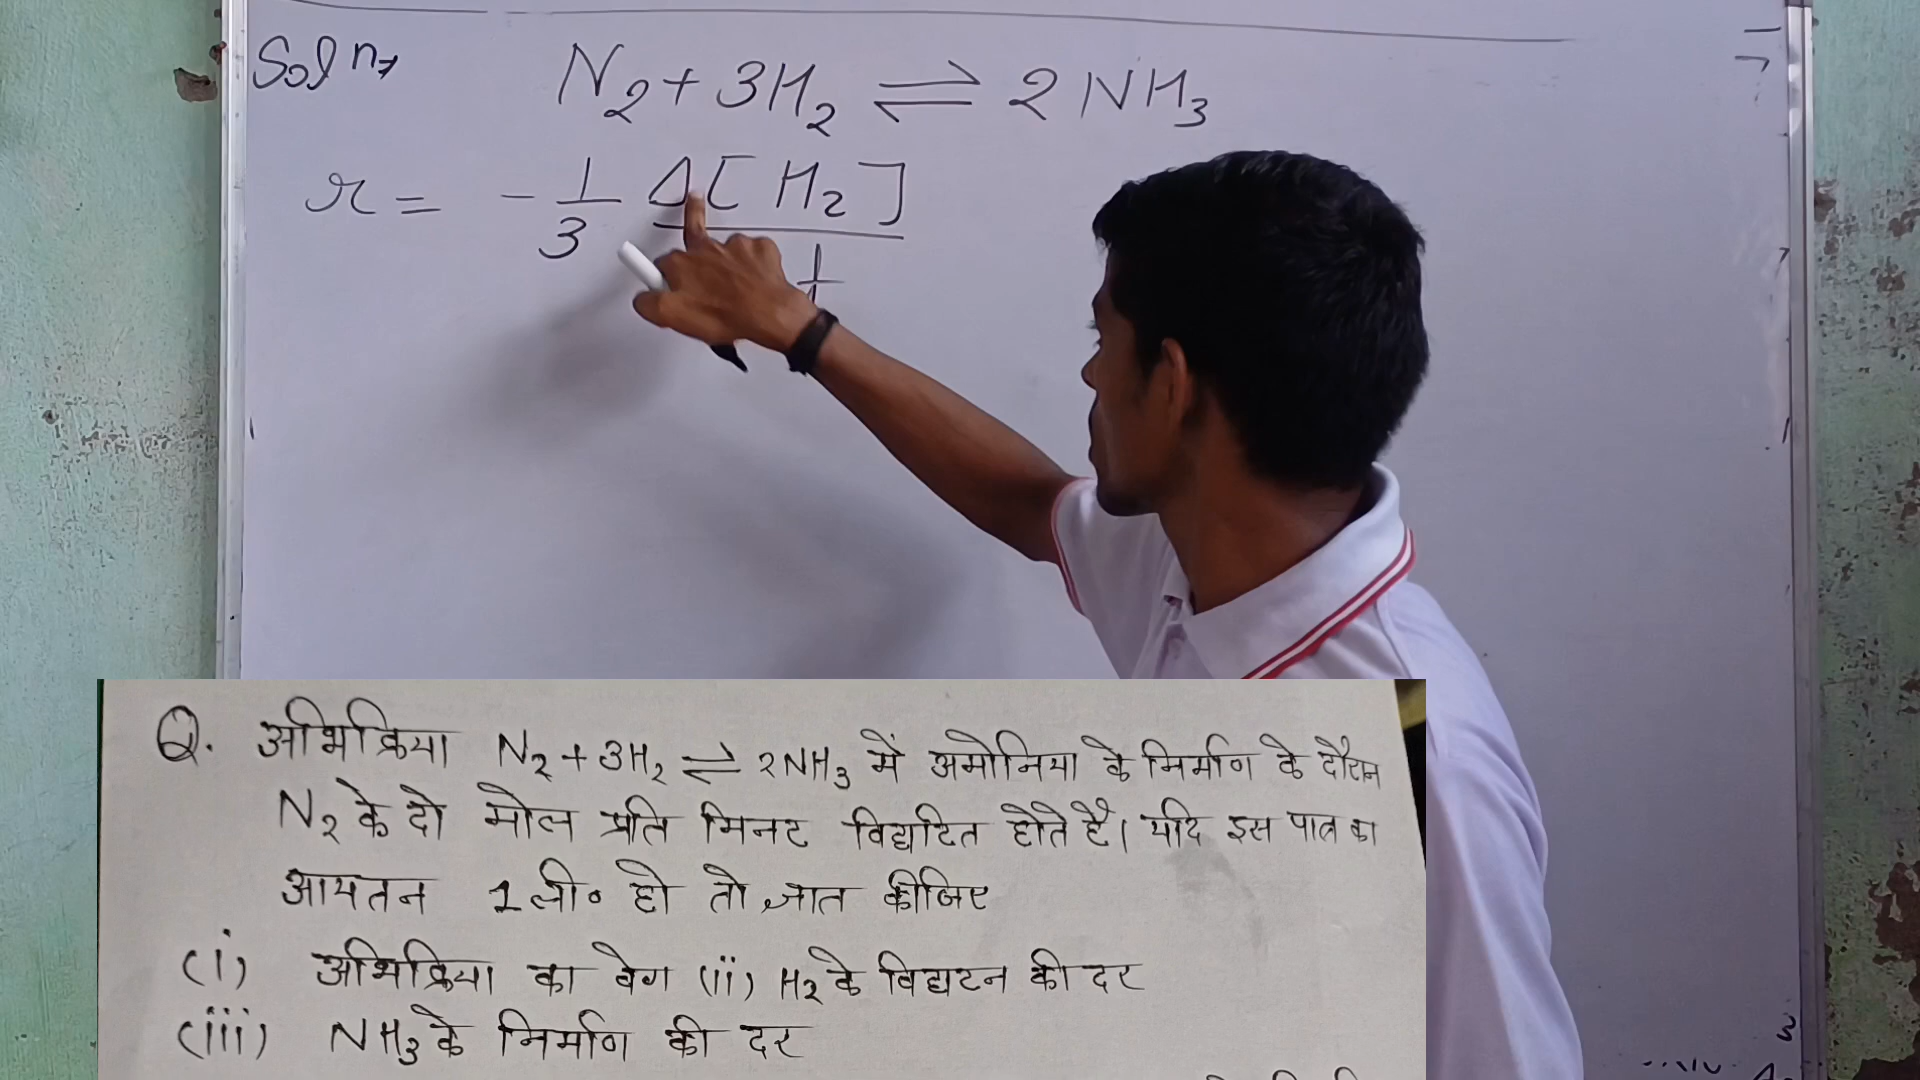 Solⁿ→ N₂ + 3H₂ ⇌ 2NH₃
r = - 1/3 Δ[H₂]
Q. अभिक्रिया N₂ + 3H₂ ⇌ 2NH₃ में अमोनिया के निर्माण के दौरान
N₂ के दो मोल प्रति मिनट विघटित होते है। यदि इस पात्र का
आयतन 1 ली० हो तो ज्ञात कीजिए
(i) अभिक्रिया का वेग (ii) H₂ के विघटन की दर
(iii) NH₃ के निर्माण की दर